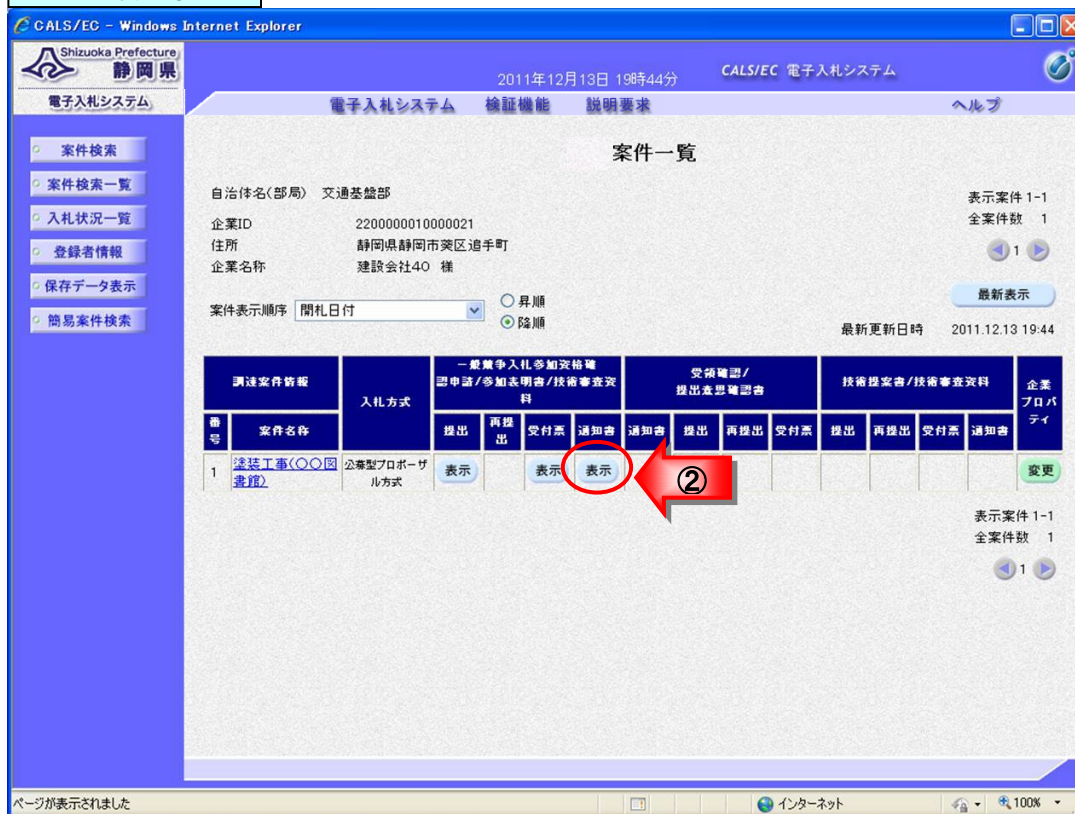 CALS/EC - Windows Internet Explorer
Shizuoka Prefecture
静岡県
電子入札システム
2011年12月13日 19時44分
CALS/EC 電子入札システム
電子入札システム 検証機能 説明要求 ヘルプ
案件検索
案件検索一覧
入札状況一覧
登録者情報
保存データ表示
簡易案件検索
案件一覧
自治体名(部局) 交通基盤部
企業ID 2200000010000021
住所 静岡県静岡市葵区追手町
企業名称 建設会社40 様
表示案件 1-1
全案件数 1
1
案件表示順序 開札日付
昇順
降順
最新表示
最新更新日時 2011.12.13 19:44
調達案件情報
入札方式
一般競争入札参加資格確
認申請/参加表明書/技術審査資
料
受領確認/
提出意思確認書
技術提案書/技術審査資料
企業
プロパ
ティ
番
号
案件名称
提出
再提
出
受付票
通知書
通知書
提出
再提出
受付票
提出
再提出
受付票
通知書
1
塗装工事(〇〇図
書館)
公募型プロポーザ
ル方式
表示
表示
表示
②
変更
表示案件 1-1
全案件数 1
1
ページが表示されました
インターネット
100%